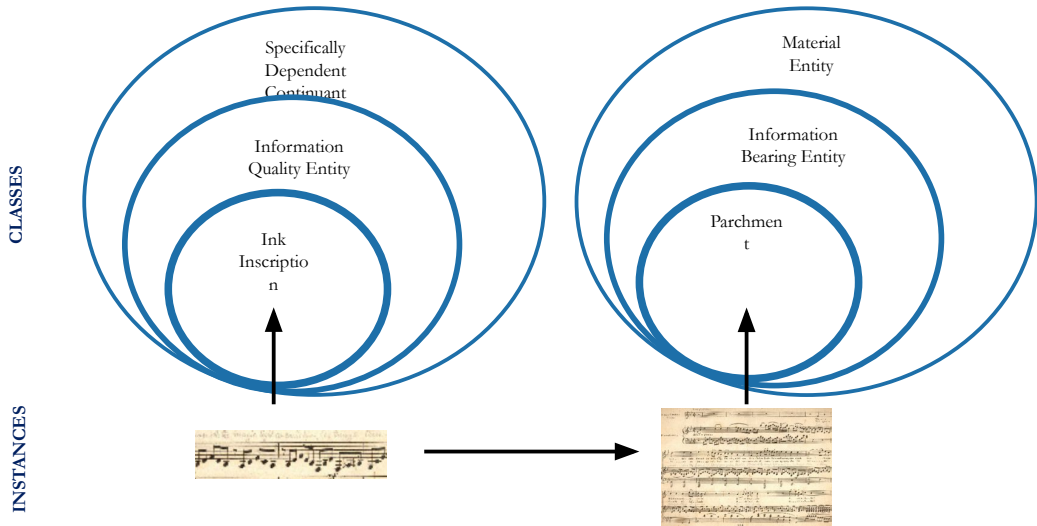 Specifically
Dependent
Continuant
Information
Quality Entity
Ink
Inscriptio
n
Material
Entity
Information
Bearing Entity
Parchmen
t
CLASSES
INSTANCES